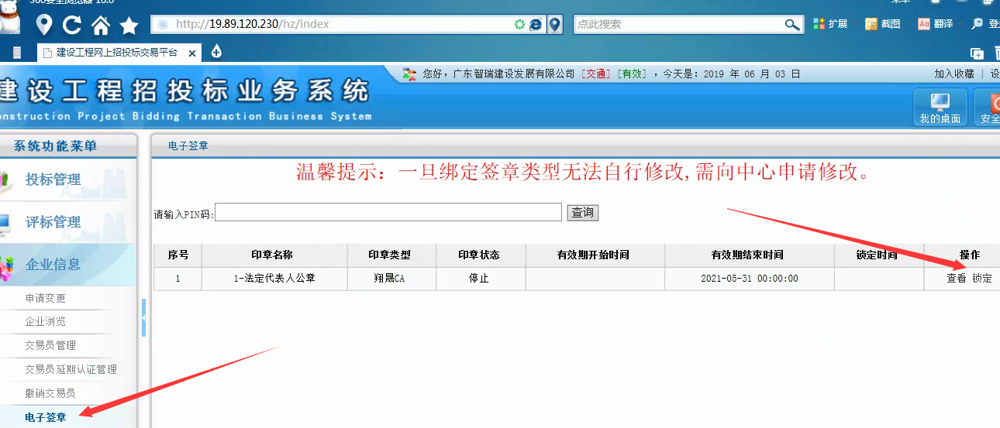 360安全浏览器 10.0
菜单
http://19.89.120.230/hz/index
点此搜索
扩展 截图 翻译
建设工程网上招投标交易平台
您好，广东智瑞建设发展有限公司 [交通] [有效] ，今天是：2019 年 06 月 03 日
加入收藏 | 设
建设工程招投标业务系统
onstruction Project Bidding Transaction Business System
我的桌面 安全
系统功能菜单
电子签章
投标管理
评标管理
企业信息
申请变更
企业浏览
交易员管理
交易员延期认证管理
撤销交易员
电子签章
温馨提示：一旦绑定签章类型无法自行修改,需向中心申请修改。
请输入PIN码: 查询
序号 印章名称 印章类型 印章状态 有效期开始时间 有效期结束时间 锁定时间 操作
1 1-法定代表人公章 翔晟CA 停止 2021-05-31 00:00:00 查看 锁定